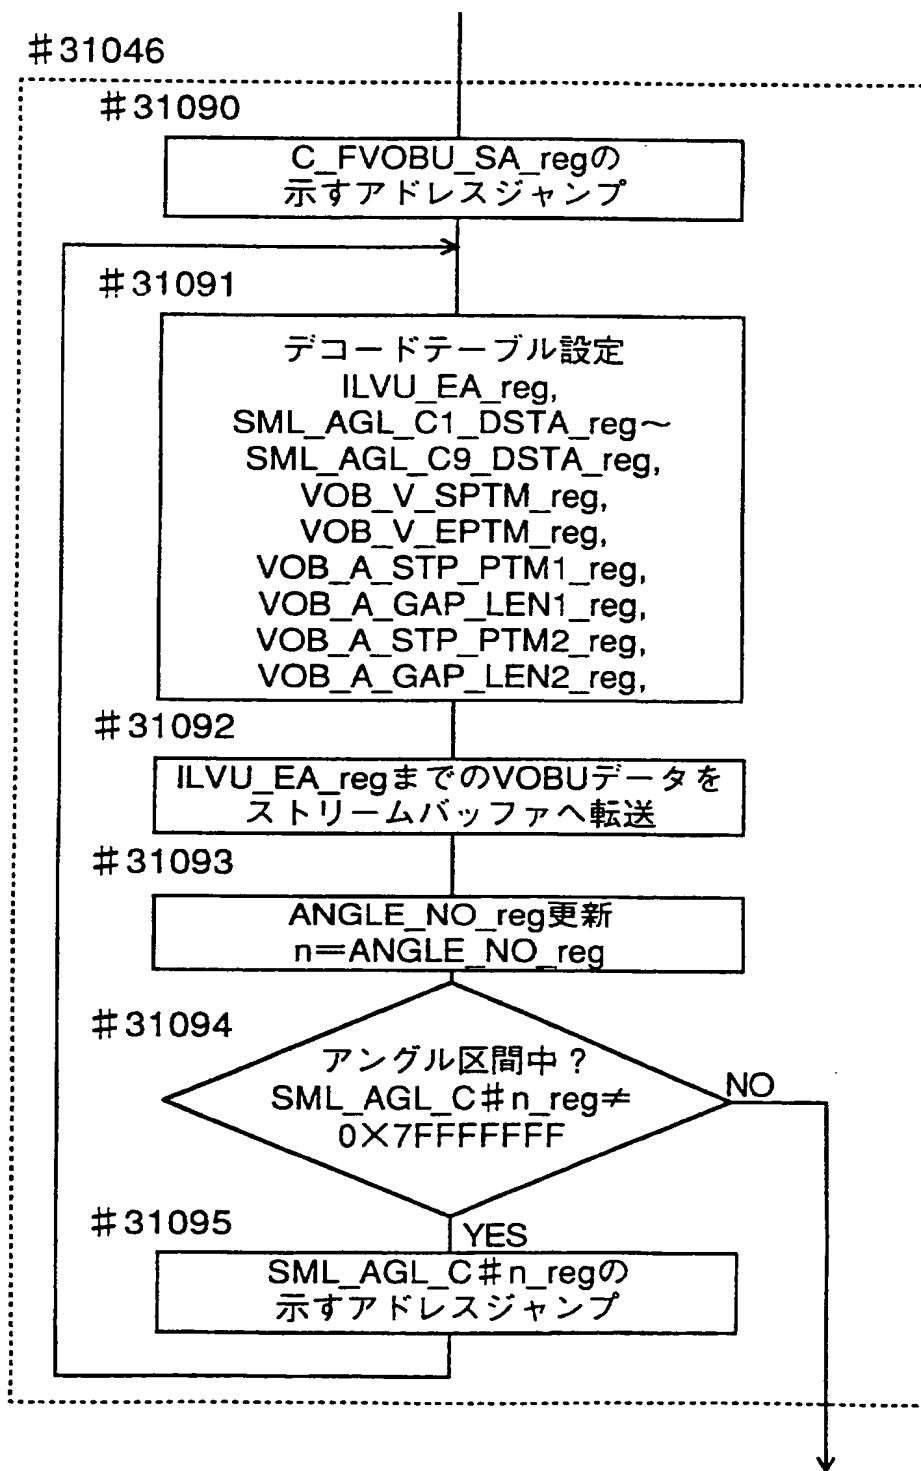 #31046
#31090
C_FVOBU_SA_regの
示すアドレスジャンプ
#31091
デコードテーブル設定
ILVU_EA_reg,
SML_AGL_C1_DSTA_reg〜
SML_AGL_C9_DSTA_reg,
VOB_V_SPTM_reg,
VOB_V_EPTM_reg,
VOB_A_STP_PTM1_reg,
VOB_A_GAP_LEN1_reg,
VOB_A_STP_PTM2_reg,
VOB_A_GAP_LEN2_reg,
#31092
ILVU_EA_regまでのVOBUデータを
ストリームバッファへ転送
#31093
ANGLE_NO_reg更新
n=ANGLE_NO_reg
#31094
アングル区間中?
SML_AGL_C#n_reg≠
0×7FFFFFFF
NO
#31095
YES
SML_AGL_C#n_regの
示すアドレスジャンプ